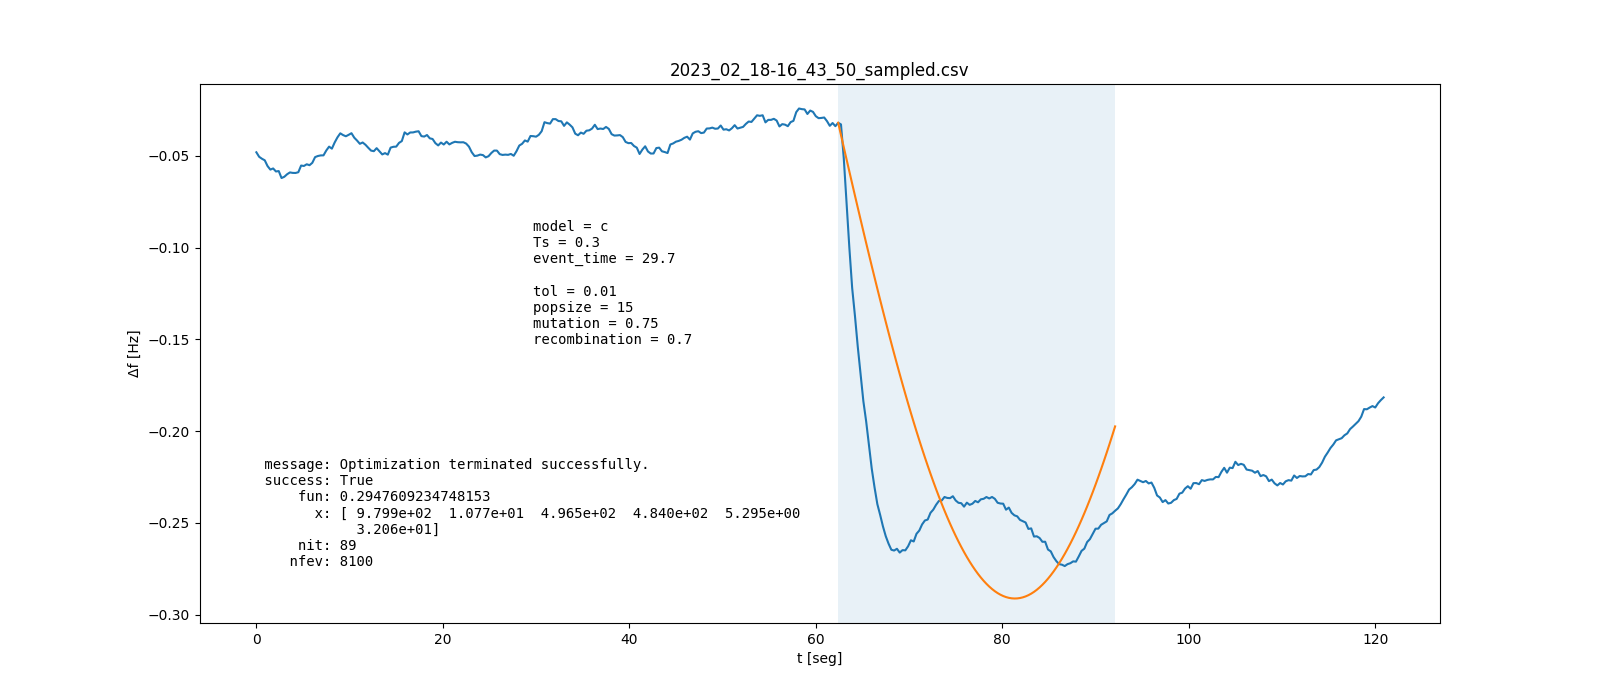 2023_02_18-16_43_50_sampled.csv
Δf [Hz]
−0.05
−0.10
−0.15
−0.20
−0.25
−0.30
model = c
Ts = 0.3
event_time = 29.7
tol = 0.01
popsize = 15
mutation = 0.75
recombination = 0.7
message: Optimization terminated successfully.
success: True
fun: 0.2947609234748153
x: [ 9.799e+02 1.077e+01 4.965e+02 4.840e+02 5.295e+00
3.206e+01]
nit: 89
nfev: 8100
0 20 40 60 80 100 120
t [seg]